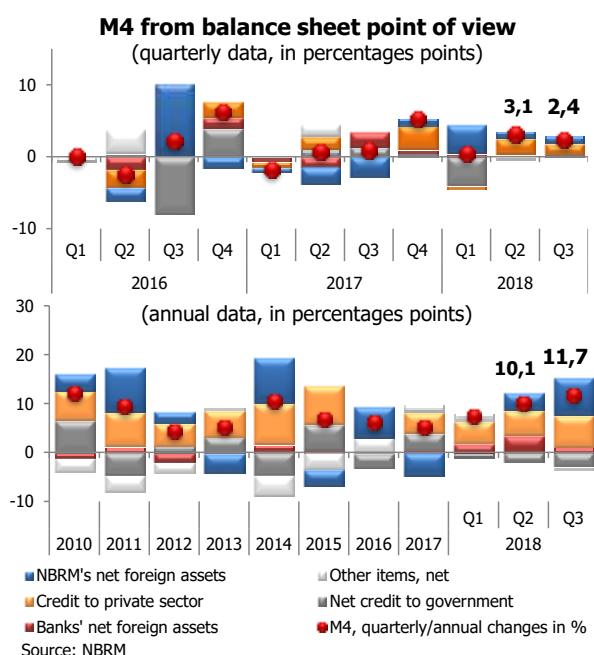 M4 from balance sheet point of view
(quarterly data, in percentages points)
10
3,1 2,4
0
-10
Q1 Q2 Q3 Q4 Q1 Q2 Q3 Q4 Q1 Q2 Q3
2016 2017 2018
30
(annual data, in percentages points)
20
10,1 11,7
10
0
-10
Q1 Q2 Q3
2010 2011 2012 2013 2014 2015 2016 2017 2018
NBRM's net foreign assets Other items, net
Credit to private sector Net credit to government
Banks' net foreign assets M4, quarterly/annual changes in %
Source: NBRM